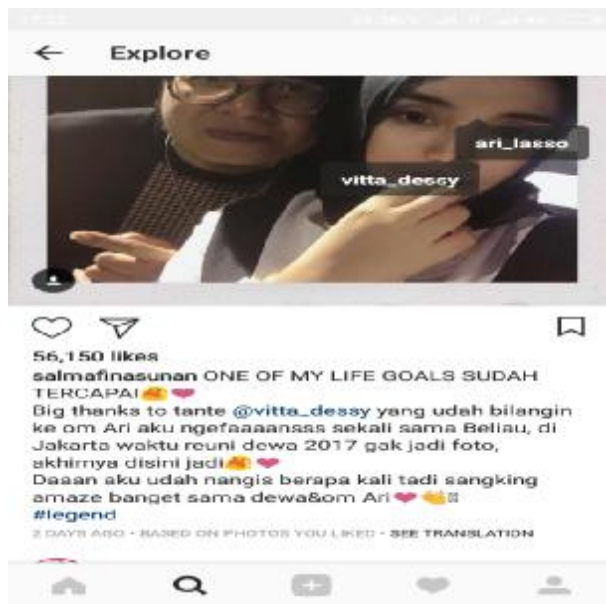 Explore
ari_lasso
vitta_dessy
56,150 likes
salmafinasunan ONE OF MY LIFE GOALS SUDAH
TERCAPAI
Big thanks to tante @vitta_dessy yang udah bilangin
ke om Ari aku ngefaaaansss sekali sama Beliau, di
Jakarta waktu reuni dewa 2017 gak jadi foto,
akhirnya disini jadi
Daaan aku udah nangis berapa kali tadi sangking
amaze banget sama dewa&om Ari
#legend
2 DAYS AGO • BASED ON PHOTOS YOU LIKED • SEE TRANSLATION